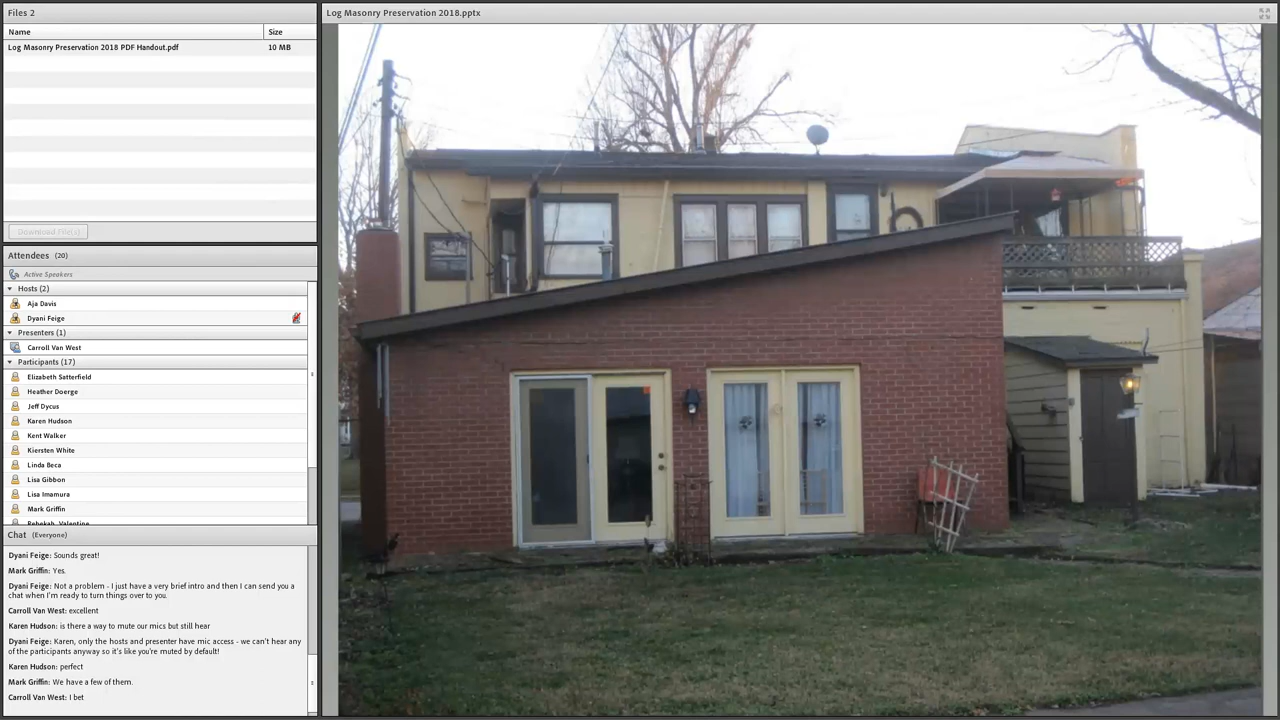 Files 2
Name
Size
Log Masonry Preservation 2018 PDF Handout.pdf
10 MB
Download File(s)
Attendees (20)
Active Speakers
Hosts (2)
Aja Davis
Dyani Feige
Presenters (1)
Carroll Van West
Participants (17)
Elizabeth Satterfield
Heather Doerge
Jeff Dycus
Karen Hudson
Kent Walker
Kiersten White
Linda Beca
Lisa Gibbon
Lisa Imamura
Mark Griffin
Rebekah, Valentine
Chat (Everyone)
Dyani Feige: Sounds great!
Mark Griffin: Yes.
Dyani Feige: Not a problem - I just have a very brief intro and then I can send you a
chat when I'm ready to turn things over to you.
Carroll Van West: excellent
Karen Hudson: is there a way to mute our mics but still hear
Dyani Feige: Karen, only the hosts and presenter have mic access - we can't hear any
of the participants anyway so it's like you're muted by default!
Karen Hudson: perfect
Mark Griffin: We have a few of them.
Carroll Van West: I bet
Log Masonry Preservation 2018.pptx